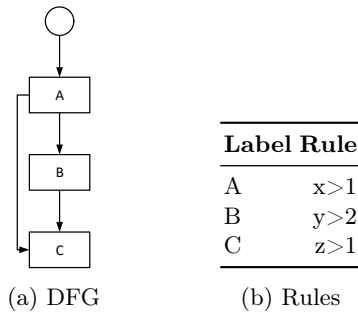 A
B
C
(a) DFG
Label Rule
A x>1
B y>2
C z>1
(b) Rules